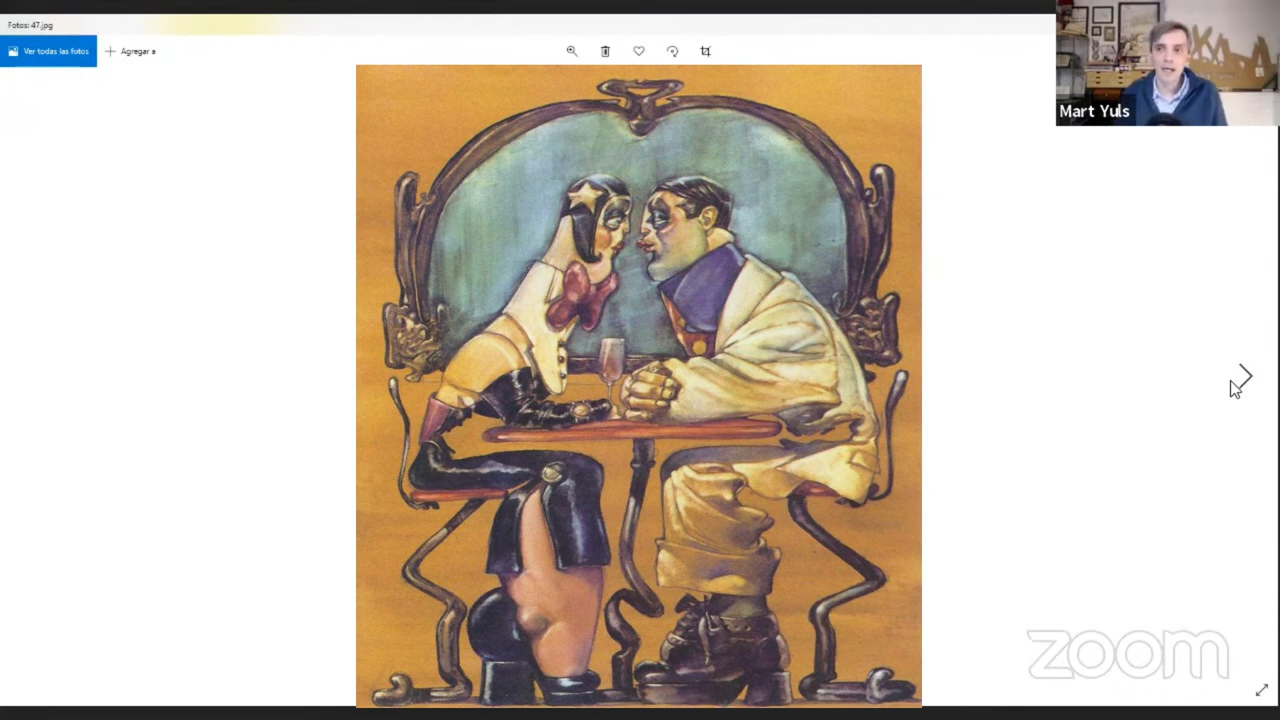 Fotos: 47.jpg
Ver todas las fotos
Agregar a
Mart Yuls
zoom